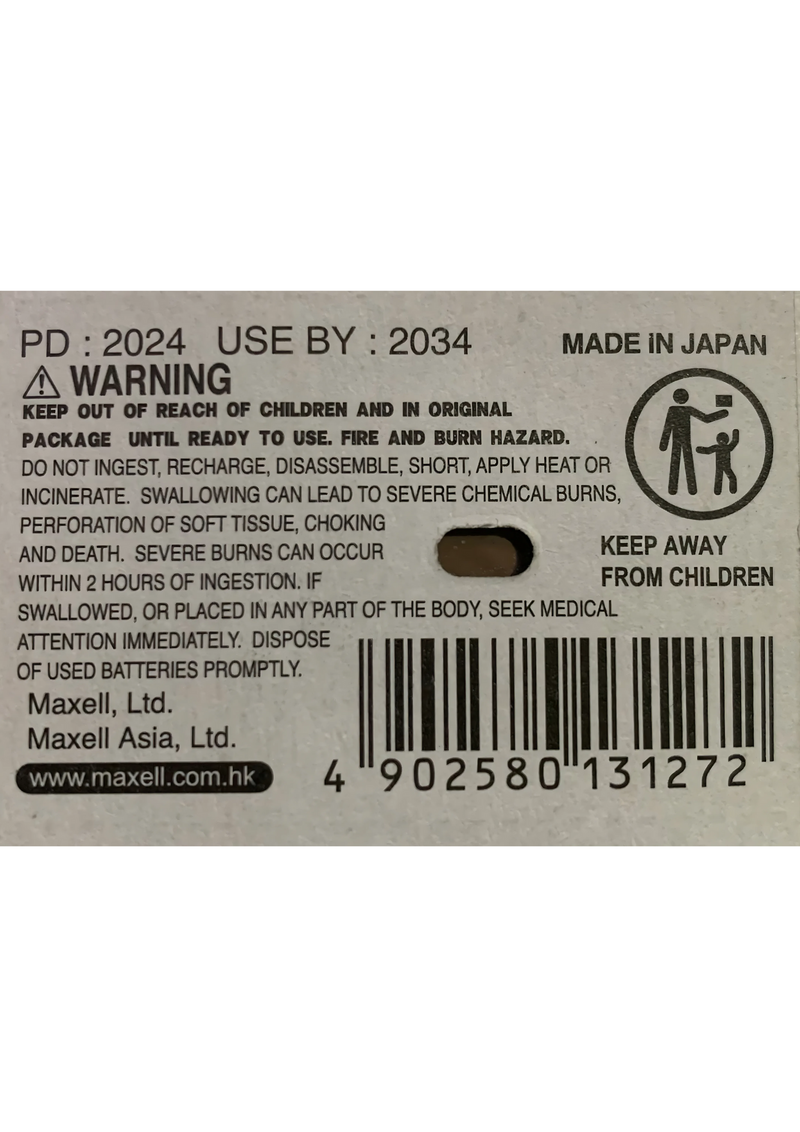 PD : 2024 USE BY : 2034
MADE IN JAPAN
WARNING
KEEP OUT OF REACH OF CHILDREN AND IN ORIGINAL
PACKAGE UNTIL READY TO USE. FIRE AND BURN HAZARD.
DO NOT INGEST, RECHARGE, DISASSEMBLE, SHORT, APPLY HEAT OR
INCINERATE. SWALLOWING CAN LEAD TO SEVERE CHEMICAL BURNS,
PERFORATION OF SOFT TISSUE, CHOKING
AND DEATH. SEVERE BURNS CAN OCCUR
WITHIN 2 HOURS OF INGESTION. IF
SWALLOWED, OR PLACED IN ANY PART OF THE BODY, SEEK MEDICAL
ATTENTION IMMEDIATELY. DISPOSE
OF USED BATTERIES PROMPTLY.
KEEP AWAY
FROM CHILDREN
Maxell, Ltd.
Maxell Asia, Ltd.
www.maxell.com.hk
4 902580 131272